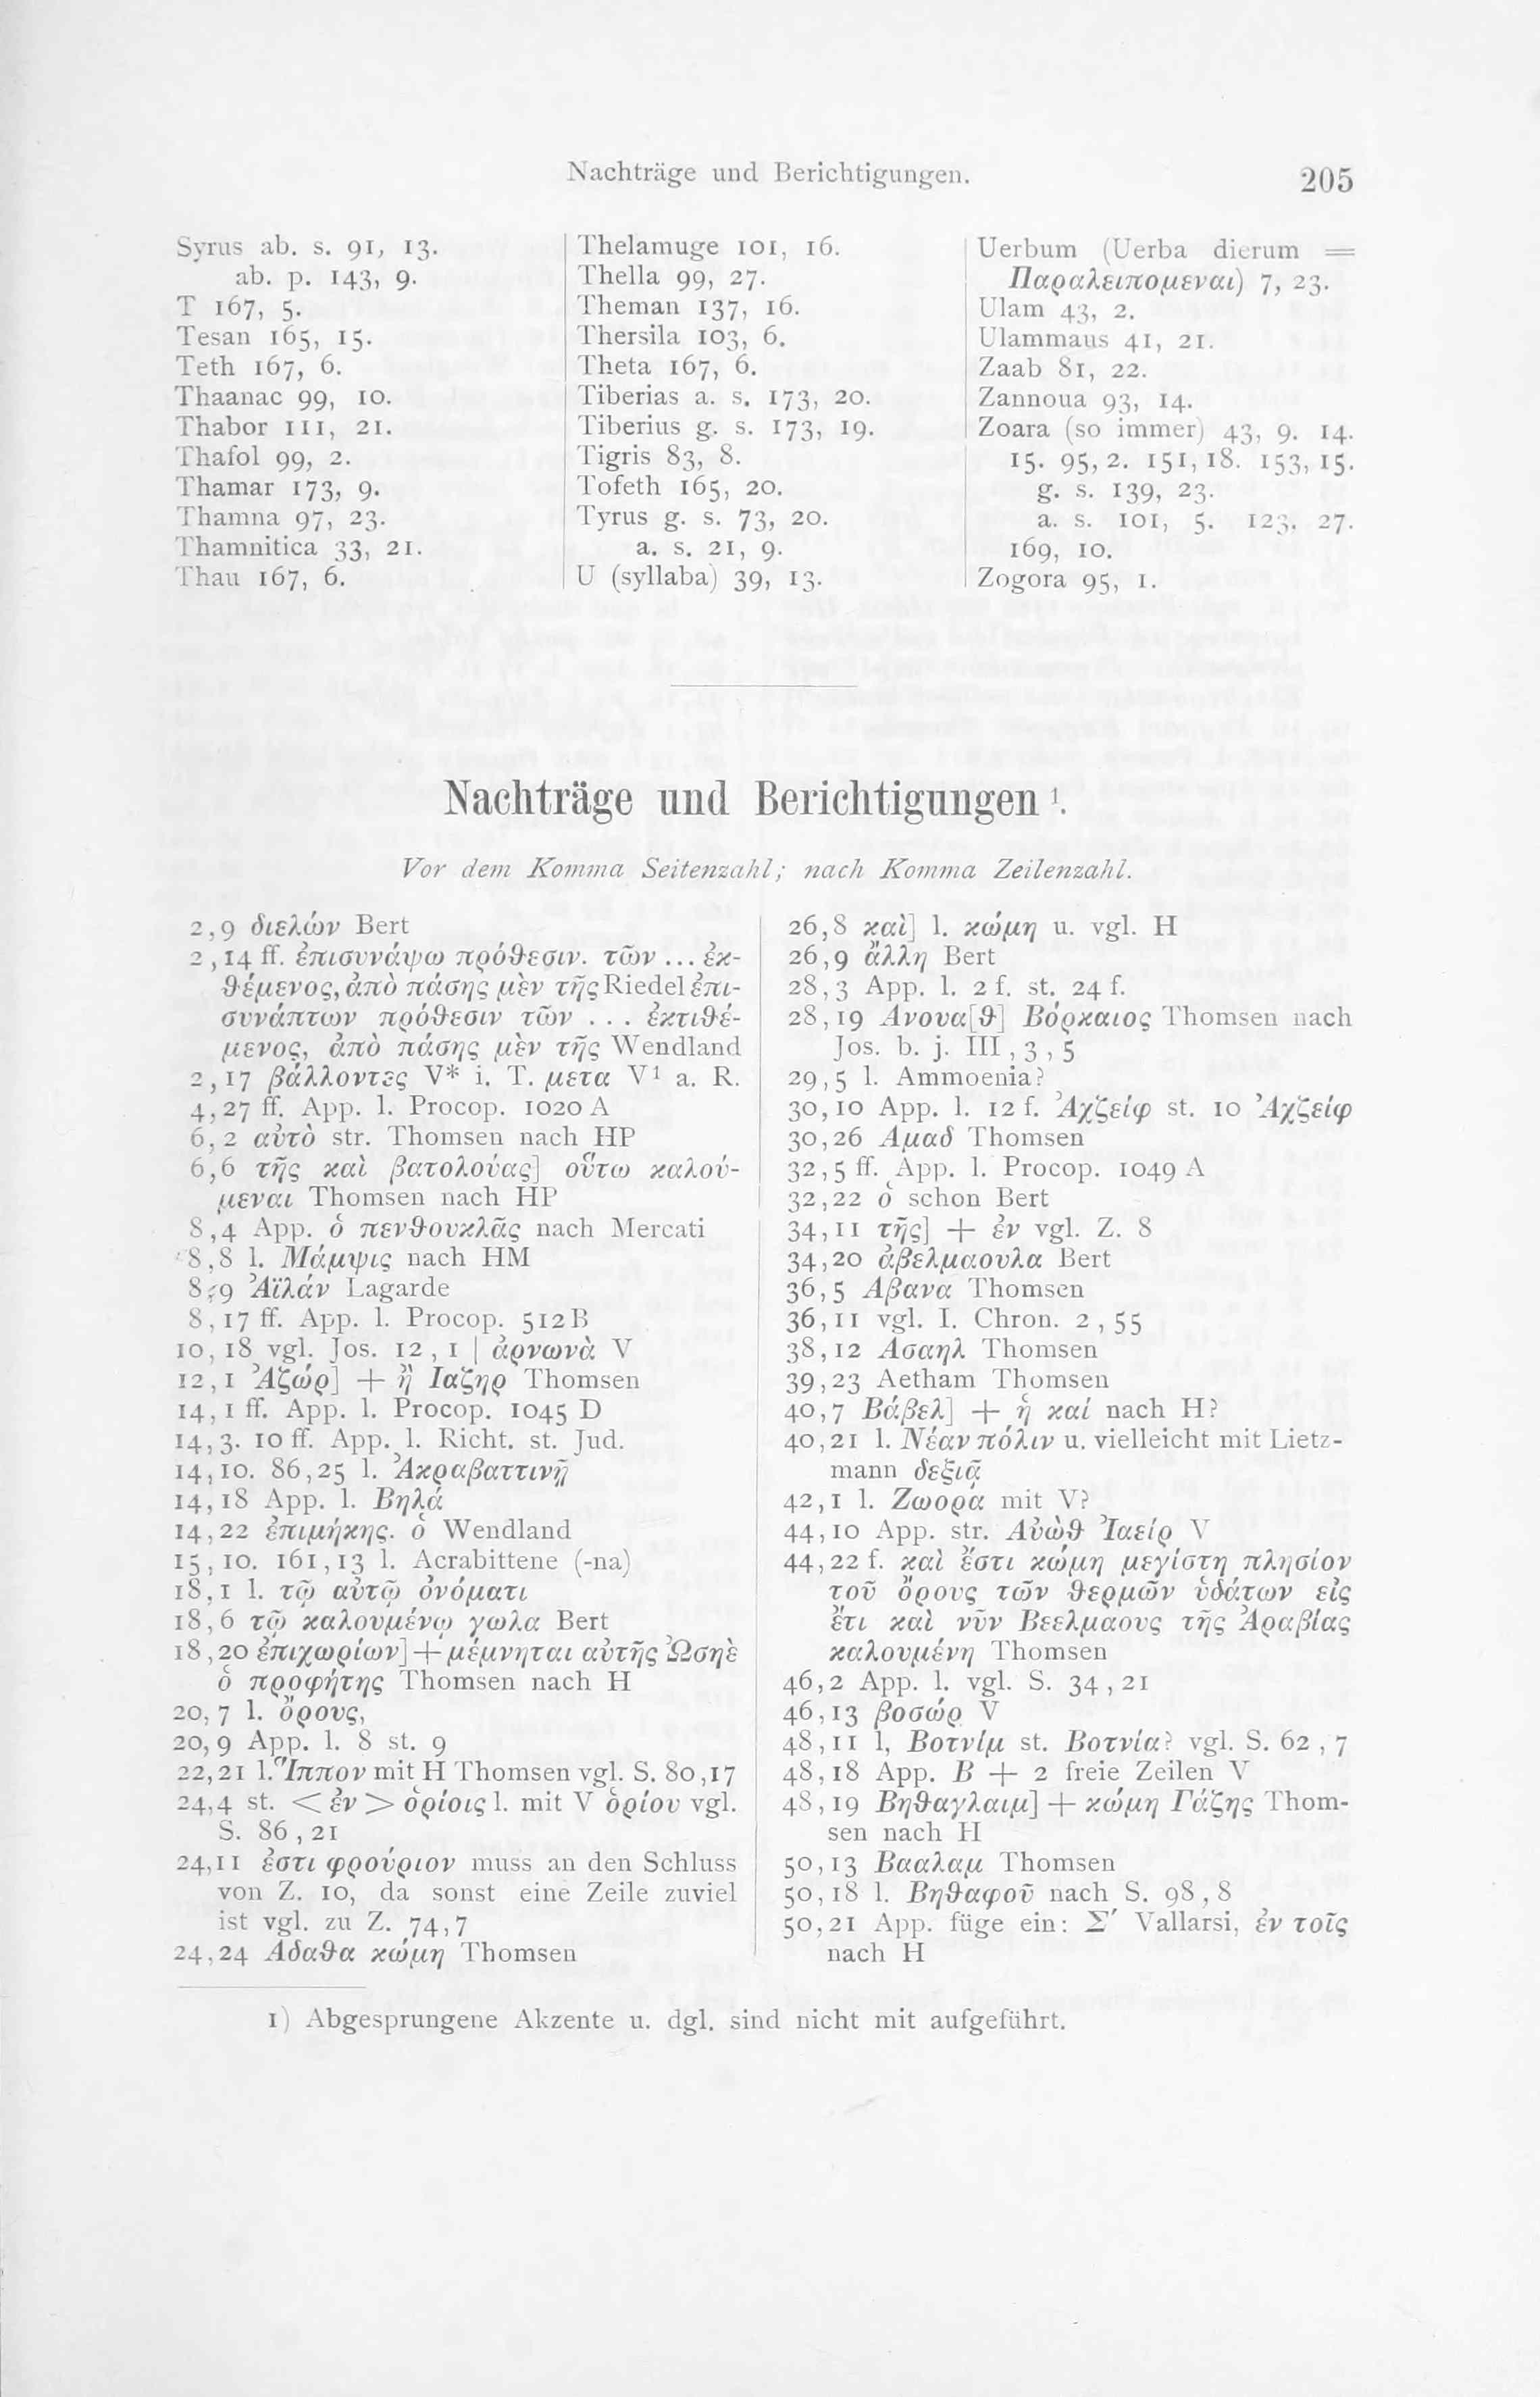 Nachträge und Berichtigungen.
205
Syrus ab. s. 91, 13.
ab. p. 143, 9.
T 167, 5.
Tesan 165, 15.
Teth 167, 6.
Thaanac 99, 10.
Thabor 111, 21.
Thafol 99, 2.
Thamar 173, 9.
Thamna 97, 23.
Thamnitica 33, 21.
Thau 167, 6.
Thelamuge 101, 16.
Thella 99, 27.
Theman 137, 16.
Thersila 103, 6.
Theta 167, 6.
Tiberias a. s. 173, 20.
Tiberius g. s. 173, 19.
Tigris 83, 8.
Tofeth 165, 20.
Tyrus g. s. 73, 20.
a. s. 21, 9.
U (syllaba) 39, 13.
Uerbum (Uerba dierum =
Παραλειπομεναι) 7, 23.
Ulam 43, 2.
Ulammaus 41, 21.
Zaab 81, 22.
Zannoua 93, 14.
Zoara (so immer) 43, 9. 14.
15. 95, 2. 151, 18. 153, 15.
g. s. 139, 23.
a. s. 101, 5. 123, 27.
169, 10.
Zogora 95, 1.
Nachträge und Berichtigungen ¹.
Vor dem Komma Seitenzahl; nach Komma Zeilenzahl.
2,9 διελών Bert
2,14 ff. ἐπισυνάψω πρόθεσιν. τῶν ... ἐκ-
θέμενος, ἀπὸ πάσης μὲν τῆς Riedel ἐπι-
συνάπτων πρόθεσιν τῶν ... ἐκτιθέ-
μενος, ἀπὸ πάσης μὲν τῆς Wendland
2,17 βάλλοντες V* i. T. μετα V¹ a. R.
4,27 ff. App. l. Procop. 1020 A
6,2 αὐτὸ str. Thomsen nach HP
6,6 τῆς καὶ βατολούας] οὕτω καλού-
μεναι Thomsen nach HP
8,4 App. ὁ πενθουκλᾶς nach Mercati
8,8 l. Μάμψις nach HM
8,9 Ἀϊλάν Lagarde
8,17 ff. App. l. Procop. 512 B
10,18 vgl. Jos. 12,1 | ἀρνωνὰ V
12,1 Ἀζώρ] + ἢ Ιαζηρ Thomsen
14,1 ff. App. l. Procop. 1045 D
14,3. 10 ff. App. l. Richt. st. Jud.
14,10. 86,25 l. Ἀκραβαττινῇ
14,18 App. l. Βηλά
14,22 ἐπιμήκης. ὁ Wendland
15,10. 161,13 l. Acrabittene (-na)
18,1 l. τῷ αὐτῷ ὀνόματι
18,6 τῷ καλουμένῳ γωλα Bert
18,20 ἐπιχωρίων] + μέμνηται αὐτῆς Ὠσηὲ
ὁ προφήτης Thomsen nach H
20,7 l. ὄρους,
20,9 App. l. 8 st. 9
22,21 l. Ἵππον mit H Thomsen vgl. S. 80,17
24,4 st. < ἐν > ὁρίοις l. mit V ὁρίου vgl.
S. 86,21
24,11 ἐστι φρούριον muss an den Schluss
von Z. 10, da sonst eine Zeile zuviel
ist vgl. zu Z. 74,7
24,24 Αδαθα κώμη Thomsen
26,8 καὶ] l. κώμη u. vgl. H
26,9 ἄλλη Bert
28,3 App. l. 2 f. st. 24 f.
28,19 Ανουα[θ] Βόρκαιος Thomsen nach
Jos. b. j. III, 3, 5
29,5 l. Ammoenia?
30,10 App. l. 12 f. Ἀχζείφ st. 10 Ἀχζείφ
30,26 Αμαδ Thomsen
32,5 ff. App. l. Procop. 1049 A
32,22 ὁ schon Bert
34,11 τῆς] + ἐν vgl. Z. 8
34,20 ἀβελμαουλα Bert
36,5 Αβανα Thomsen
36,11 vgl. I. Chron. 2, 55
38,12 Ασαηλ Thomsen
39,23 Aetham Thomsen
40,7 Βάβελ] + ἡ καί nach H?
40,21 l. Νέαν πόλιν u. vielleicht mit Lietz-
mann δεξιᾷ
42,1 l. Ζωορα mit V?
44,10 App. str. Αὐὼθ Ἰαείρ V
44,22 f. καὶ ἔστι κώμη μεγίστη πλησίον
τοῦ ὄρους τῶν θερμῶν ὑδάτων εἰς
ἔτι καὶ νῦν Βεελμαους τῆς Ἀραβίας
καλουμένη Thomsen
46,2 App. l. vgl. S. 34,21
46,13 βοσώρ V
48,11 l, Βοτνίμ st. Βοτνία? vgl. S. 62, 7
48,18 App. B + 2 freie Zeilen V
48,19 Βηθαγλαιμ] + κώμη Γάζης Thom-
sen nach H
50,13 Βααλαμ Thomsen
50,18 l. Βηθαφοῦ nach S. 98, 8
50,21 App. füge ein: Σ′ Vallarsi, ἐν τοῖς
nach H
1) Abgesprungene Akzente u. dgl. sind nicht mit aufgeführt.